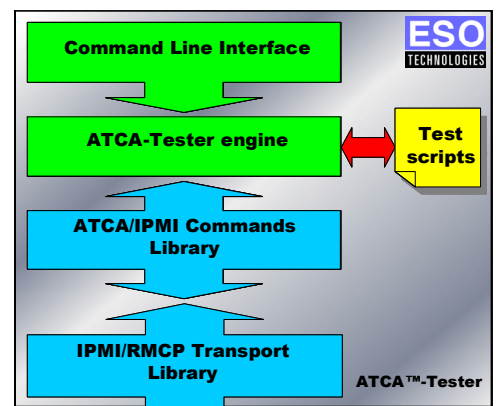 Command Line Interface
ESO
TECHNOLOGIES
ATCA-Tester engine
Test
scripts
ATCA/IPMI Commands
Library
IPMI/RMCP Transport
Library
ATCA™-Tester